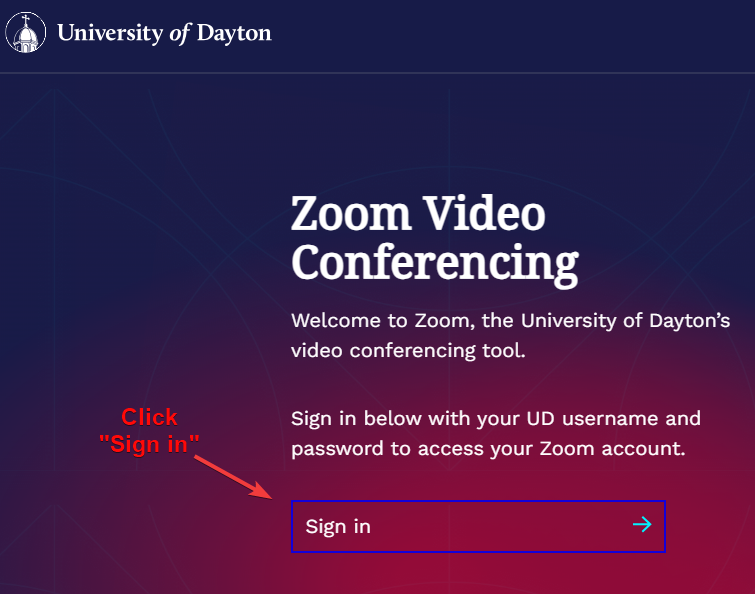 University of Dayton
Zoom Video
Conferencing
Welcome to Zoom, the University of Dayton’s
video conferencing tool.
Sign in below with your UD username and
password to access your Zoom account.
Click
"Sign in"
Sign in